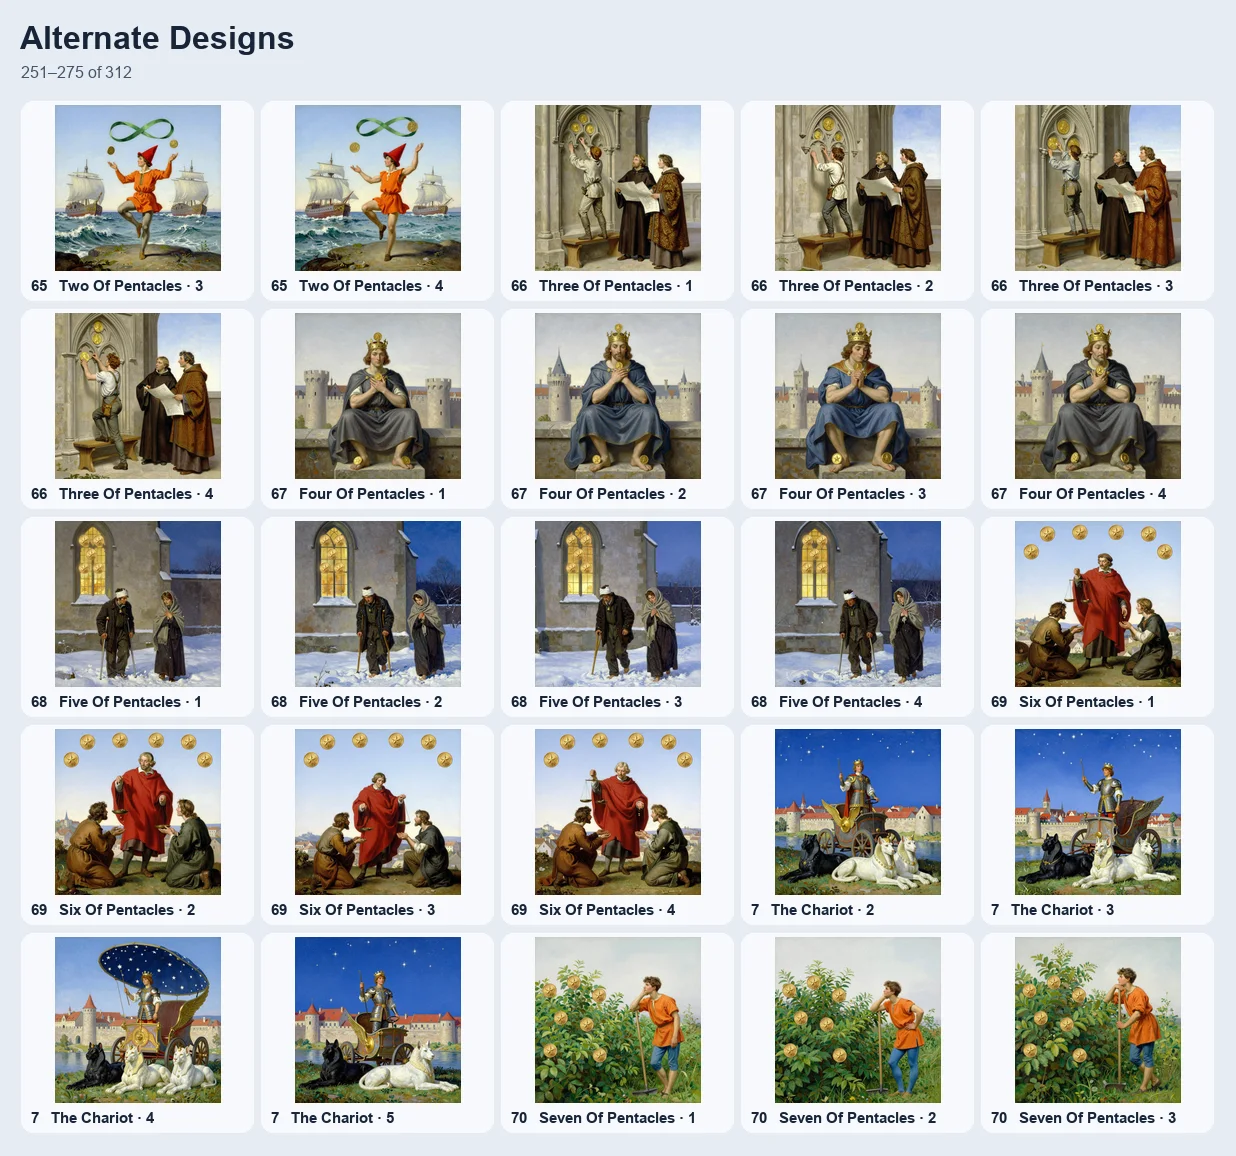 Alternate Designs
251–275 of 312
65 Two Of Pentacles · 3
65 Two Of Pentacles · 4
66 Three Of Pentacles · 1
66 Three Of Pentacles · 2
66 Three Of Pentacles · 3
66 Three Of Pentacles · 4
67 Four Of Pentacles · 1
67 Four Of Pentacles · 2
67 Four Of Pentacles · 3
67 Four Of Pentacles · 4
68 Five Of Pentacles · 1
68 Five Of Pentacles · 2
68 Five Of Pentacles · 3
68 Five Of Pentacles · 4
69 Six Of Pentacles · 1
69 Six Of Pentacles · 2
69 Six Of Pentacles · 3
69 Six Of Pentacles · 4
7 The Chariot · 2
7 The Chariot · 3
7 The Chariot · 4
7 The Chariot · 5
70 Seven Of Pentacles · 1
70 Seven Of Pentacles · 2
70 Seven Of Pentacles · 3